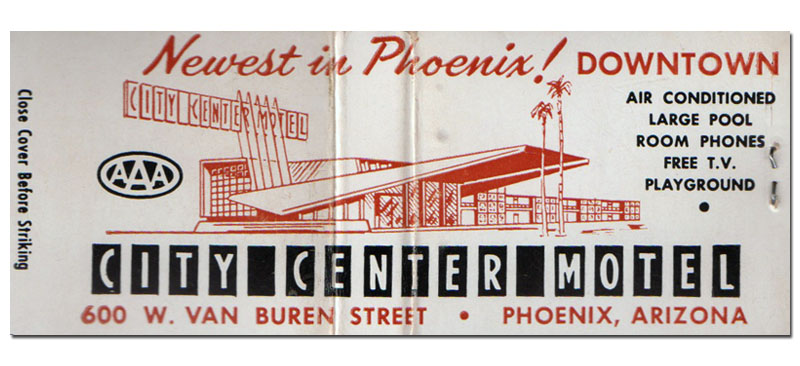 Newest in Phoenix! DOWNTOWN
AIR CONDITIONED
LARGE POOL
ROOM PHONES
FREE T.V.
PLAYGROUND
•
CITY CENTER MOTEL
AAA
CITY CENTER MOTEL
600 W. VAN BUREN STREET • PHOENIX, ARIZONA
Close Cover Before Striking